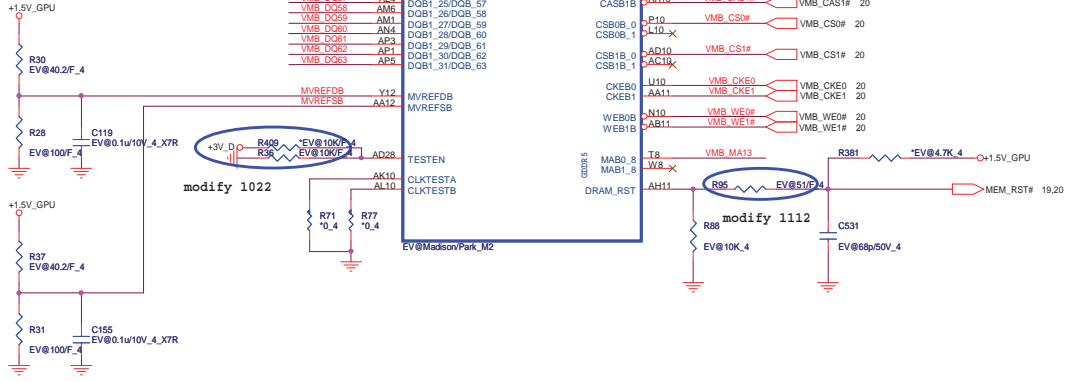 +1.5V_GPU
R30
EV@40.2/F_4
R28
EV@100/F_4
C119
EV@0.1u/10V_4_X7R
+1.5V_GPU
R37
EV@40.2/F_4
R31
EV@100/F_4
C155
EV@0.1u/10V_4_X7R
VMB_DQ58
VMB_DQ59
VMB_DQ60
VMB_DQ61
VMB_DQ62
VMB_DQ63
AM6
AM1
AN4
AP3
AP1
AP5
DQB1_25/DQB_57
DQB1_26/DQB_58
DQB1_27/DQB_59
DQB1_28/DQB_60
DQB1_29/DQB_61
DQB1_30/DQB_62
DQB1_31/DQB_63
MVREFDB
MVREFSB
Y12
AA12
MVREFDB
MVREFSB
+3V_D
R409
*EV@10K/F_4
R36
EV@10K/F_4
modify 1022
AD28
TESTEN
AK10
AL10
CLKTESTA
CLKTESTB
R71
*0_4
R77
*0_4
EV@Madison/Park_M2
GDDR5
CASB1B
VMB_CAS1# 20
CSB0B_0
CSB0B_1
P10
L10
VMB_CS0#
VMB_CS0# 20
CSB1B_0
CSB1B_1
AD10
AC10
VMB_CS1#
VMB_CS1# 20
CKEB0
CKEB1
U10
AA11
VMB_CKE0
VMB_CKE1
VMB_CKE0 20
VMB_CKE1 20
WEB0B
WEB1B
N10
AB11
VMB_WE0#
VMB_WE1#
VMB_WE0# 20
VMB_WE1# 20
MAB0_8
MAB1_8
T8
W8
VMB_MA13
DRAM_RST
AH11
R95
EV@51/F_4
modify 1112
R88
EV@10K_4
R381
*EV@4.7K_4
+1.5V_GPU
MEM_RST# 19,20
C531
EV@68p/50V_4